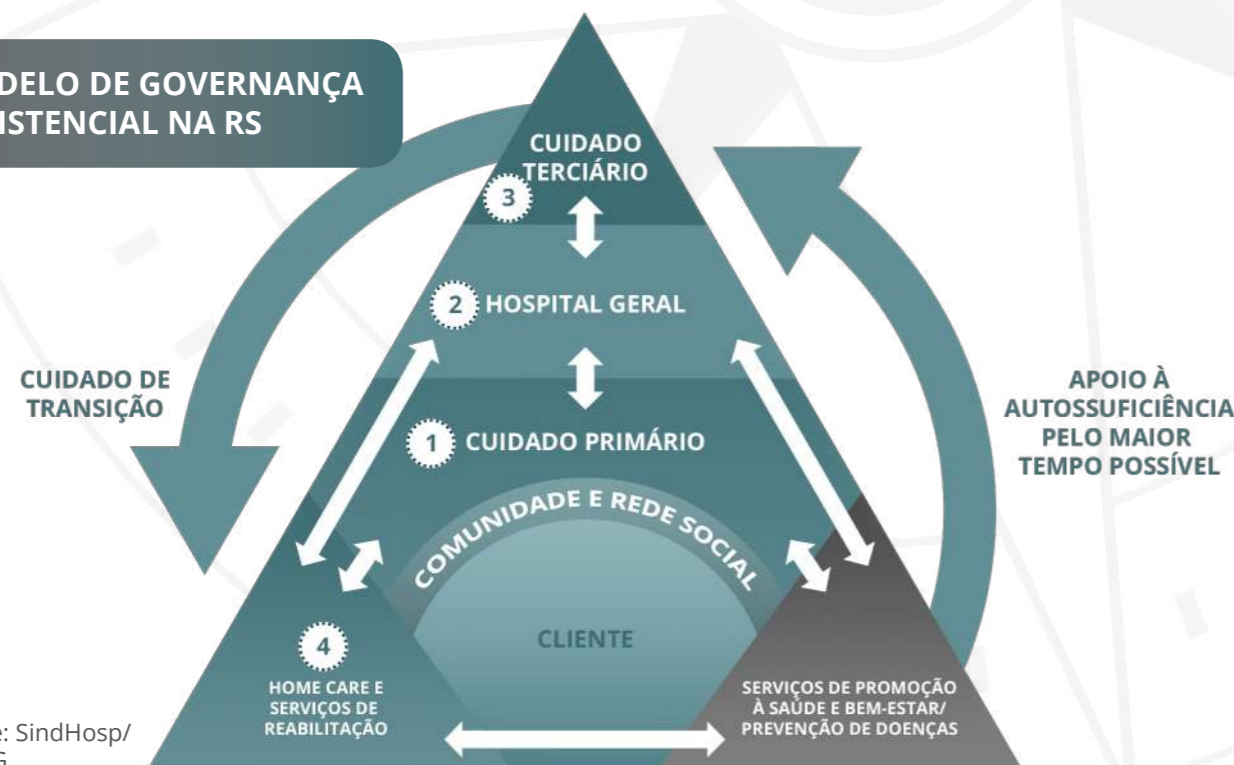 DELO DE GOVERNANÇA
ISTENCIAL NA RS
CUIDADO
TERCIÁRIO
3
2 HOSPITAL GERAL
CUIDADO DE
TRANSIÇÃO
APOIO À
AUTOSSUFICIÊNCIA
PELO MAIOR
TEMPO POSSÍVEL
1 CUIDADO PRIMÁRIO
COMUNIDADE E REDE SOCIAL
CLIENTE
4
HOME CARE E
SERVIÇOS DE
REABILITAÇÃO
SERVIÇOS DE PROMOÇÃO
À SAÚDE E BEM-ESTAR/
PREVENÇÃO DE DOENÇAS
e: SindHosp/